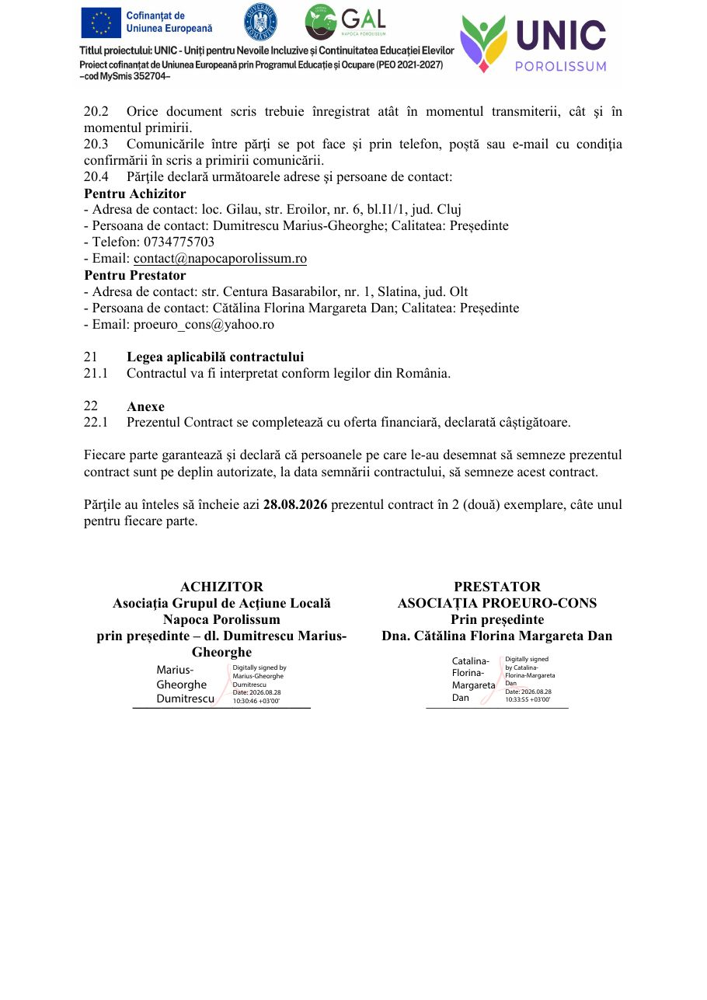 Cofinanțat de
Uniunea Europeană
GUVERNUL ROMÂNIEI
GAL
NAPOCA POROLISSUM
UNIC
POROLISSUM
Titlul proiectului: UNIC - Uniți pentru Nevoile Incluzive și Continuitatea Educației Elevilor
Proiect cofinanțat de Uniunea Europeană prin Programul Educație și Ocupare (PEO 2021-2027)
–cod MySmis 352704–
20.2 Orice document scris trebuie înregistrat atât în momentul transmiterii, cât şi în
momentul primirii.
20.3 Comunicările între părţi se pot face şi prin telefon, poștă sau e-mail cu condiţia
confirmării în scris a primirii comunicării.
20.4 Părţile declară următoarele adrese şi persoane de contact:
Pentru Achizitor
- Adresa de contact: loc. Gilau, str. Eroilor, nr. 6, bl.I1/1, jud. Cluj
- Persoana de contact: Dumitrescu Marius-Gheorghe; Calitatea: Președinte
- Telefon: 0734775703
- Email: contact@napocaporolissum.ro
Pentru Prestator
- Adresa de contact: str. Centura Basarabilor, nr. 1, Slatina, jud. Olt
- Persoana de contact: Cătălina Florina Margareta Dan; Calitatea: Președinte
- Email: proeuro_cons@yahoo.ro
21 Legea aplicabilă contractului
21.1 Contractul va fi interpretat conform legilor din România.
22 Anexe
22.1 Prezentul Contract se completează cu oferta financiară, declarată câștigătoare.
Fiecare parte garantează şi declară că persoanele pe care le-au desemnat să semneze prezentul
contract sunt pe deplin autorizate, la data semnării contractului, să semneze acest contract.
Părţile au înteles să încheie azi 28.08.2026 prezentul contract în 2 (două) exemplare, câte unul
pentru fiecare parte.
ACHIZITOR
Asociaţia Grupul de Acţiune Locală
Napoca Porolissum
prin președinte – dl. Dumitrescu Marius-
Gheorghe
Marius-
Gheorghe
Dumitrescu
Digitally signed by
Marius-Gheorghe
Dumitrescu
Date: 2026.08.28
10:30:46 +03'00'
PRESTATOR
ASOCIAȚIA PROEURO-CONS
Prin președinte
Dna. Cătălina Florina Margareta Dan
Catalina-
Florina-
Margareta
Dan
Digitally signed
by Catalina-
Florina-Margareta
Dan
Date: 2026.08.28
10:33:55 +03'00'